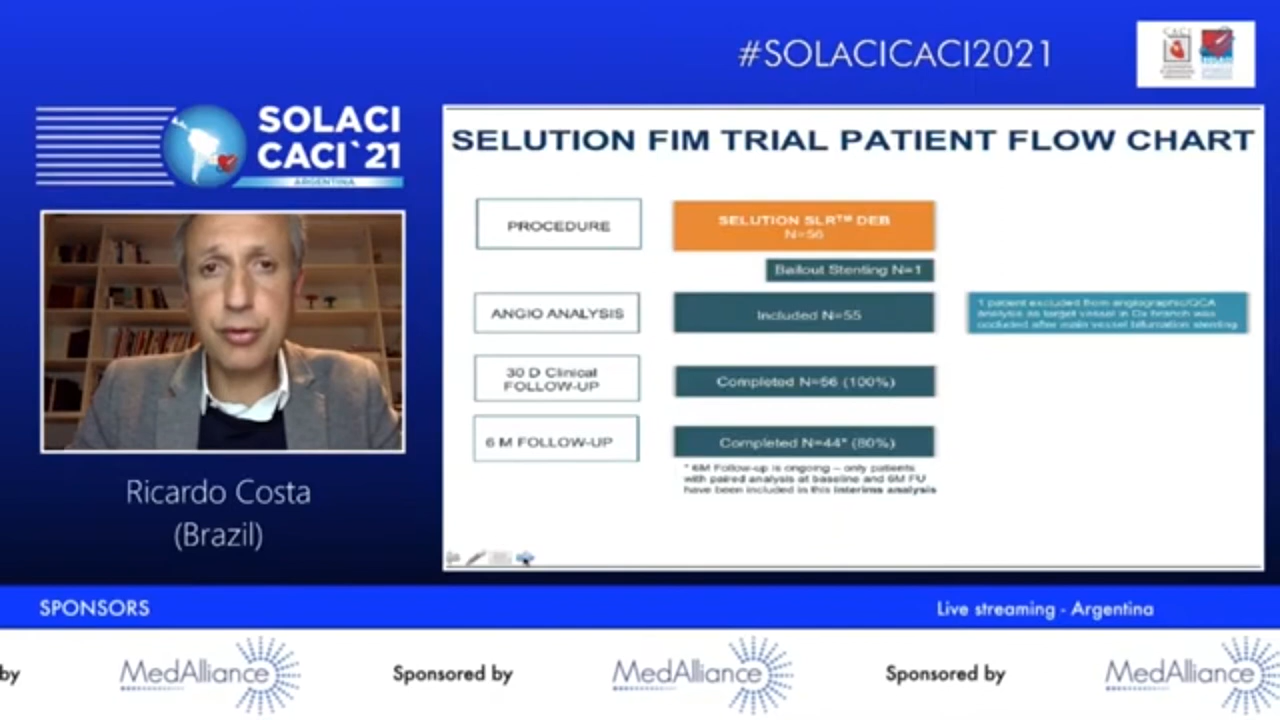 #SOLACICACI2021
CACI
SOLACI
SOLACI
CACI`21
ARGENTINA
SELUTION FIM TRIAL PATIENT FLOW CHART
PROCEDURE
SELUTION SLR™ DEB
N=56
Bailout Stenting N=1
ANGIO ANALYSIS
Included N=55
1 patient excluded from angiographic/QCA
analysis as target vessel in Dx branch was
occluded after main vessel bifurcation stenting
30 D Clinical
FOLLOW-UP
Completed N=56 (100%)
6 M FOLLOW-UP
Completed N=44* (80%)
* 6M Follow-up is ongoing – only patients
with paired analysis at baseline and 6M FU
have been included in this interims analysis
Ricardo Costa
(Brazil)
SPONSORS
Live streaming - Argentina
by
MedAlliance
Sponsored by
MedAlliance
Sponsored by
MedAlliance